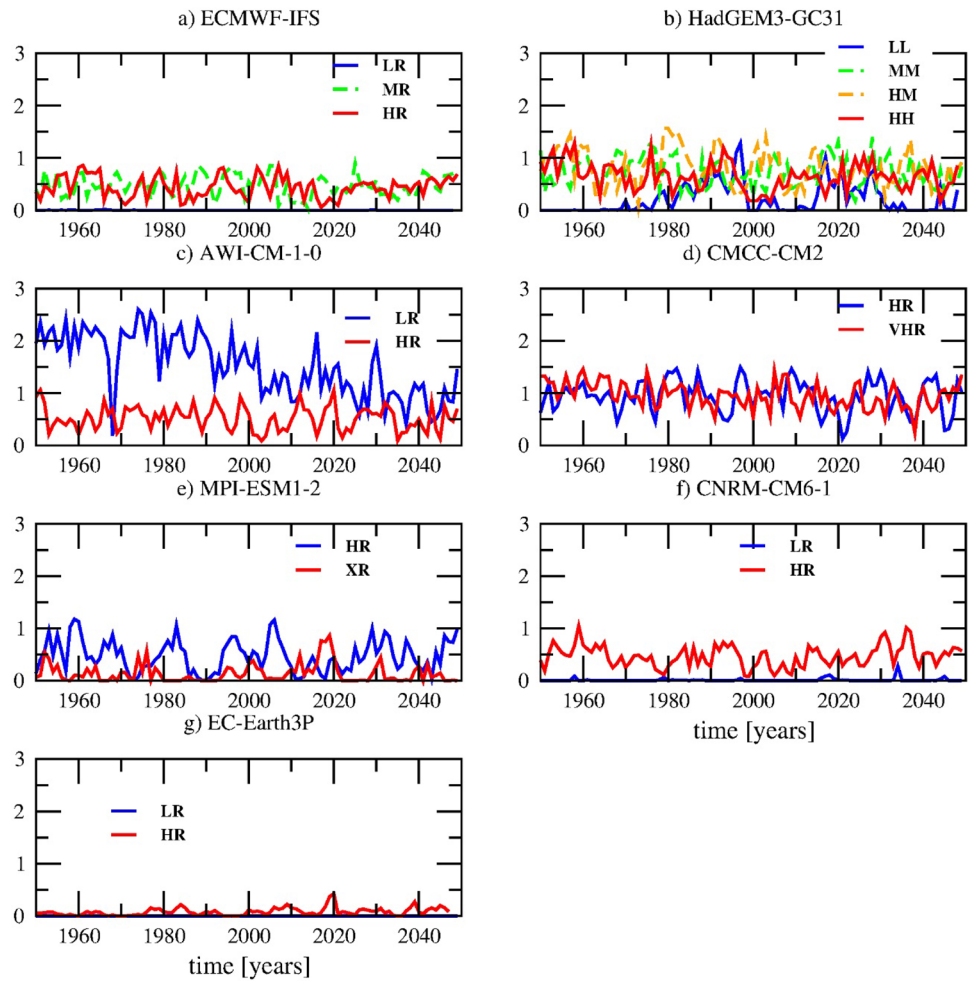 a) ECMWF-IFS
3
2
1
0
LR
MR
HR
1960 1980 2000 2020 2040
b) HadGEM3-GC31
3
2
1
0
LL
MM
HM
HH
1960 1980 2000 2020 2040
c) AWI-CM-1-0
3
2
1
0
LR
HR
1960 1980 2000 2020 2040
d) CMCC-CM2
3
2
1
0
HR
VHR
1960 1980 2000 2020 2040
e) MPI-ESM1-2
3
2
1
0
HR
XR
1960 1980 2000 2020 2040
f) CNRM-CM6-1
3
2
1
0
LR
HR
1960 1980 2000 2020 2040
time [years]
g) EC-Earth3P
3
2
1
0
LR
HR
1960 1980 2000 2020 2040
time [years]